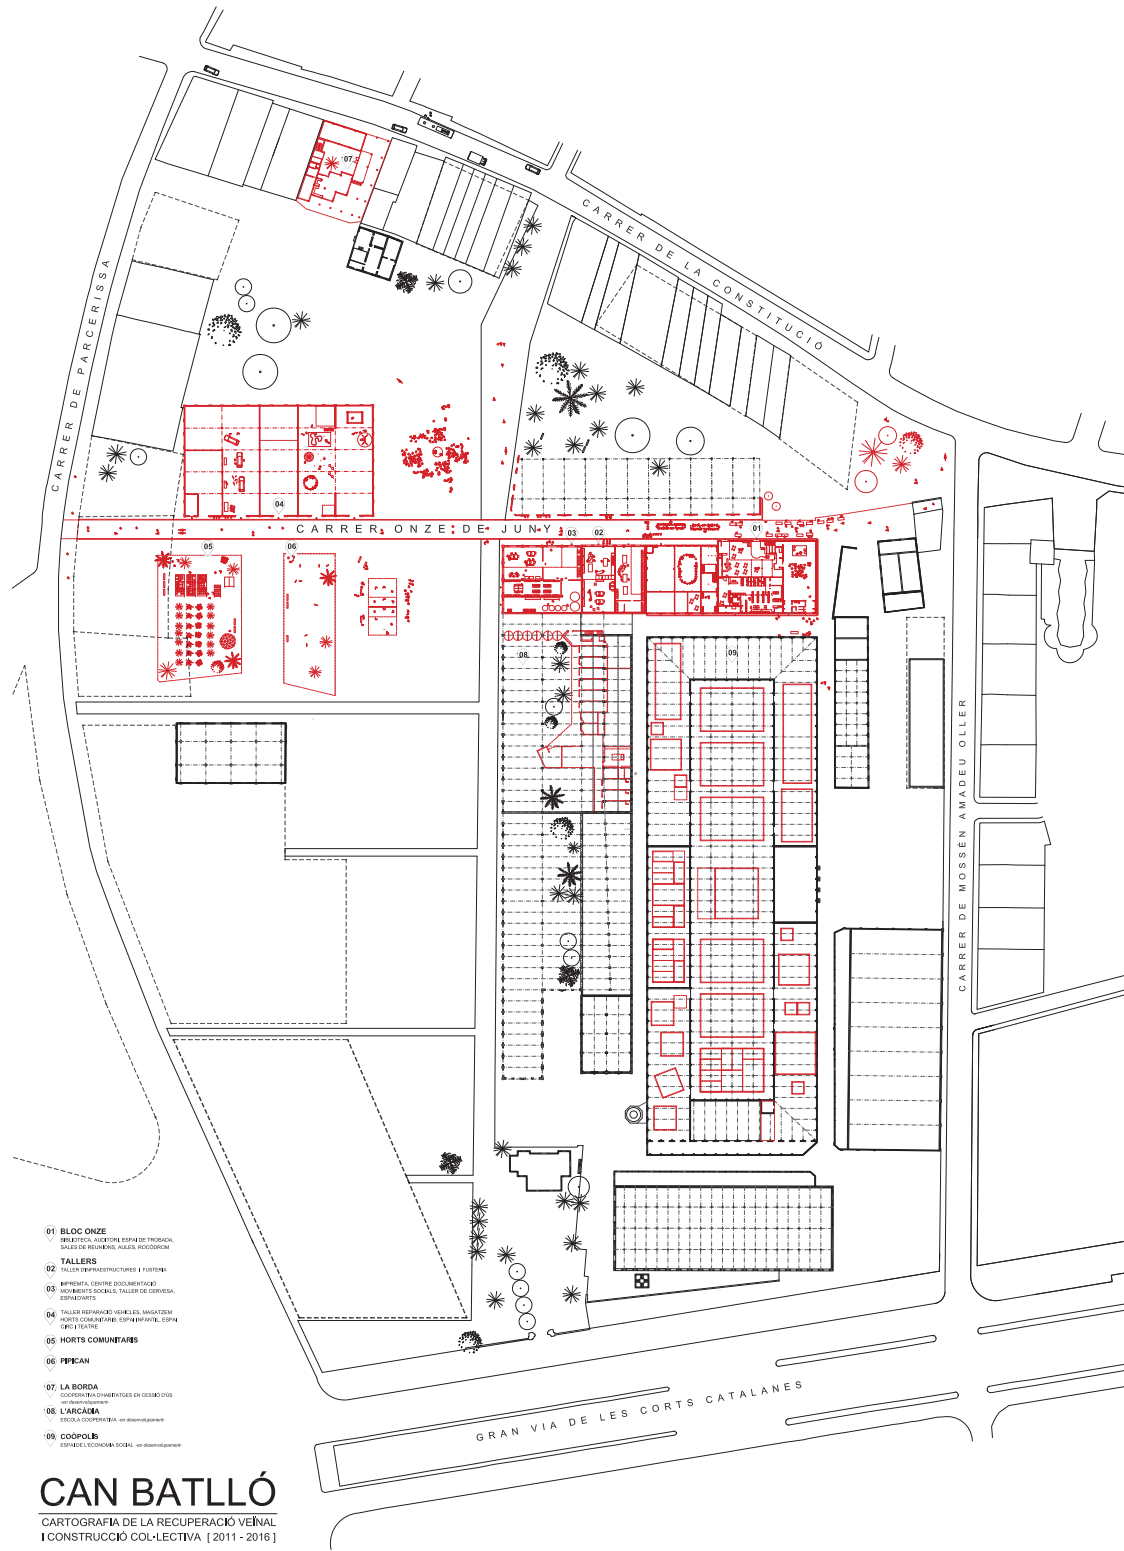 CARRER DE LA CONSTITUCIÓ
CARRER DE PARCERISSA
07
04
CARRER ONZE DE JUNY
05
06
03
02
01
08
09
CARRER DE MOSSÈN AMADEU OLLER
GRAN VIA DE LES CORTS CATALANES
01 BLOC ONZE
BIBLIOTECA, AUDITORI, ESPAI DE TROBADA,
SALES DE REUNIONS, AULES, ROCÒDROM
TALLERS
02 TALLER D'INFRAESTRUCTURES I FUSTERIA
03 IMPREMTA, CENTRE DOCUMENTACIÓ
MOVIMENTS SOCIALS, TALLER DE CERVESA,
ESPAI D'ARTS
04 TALLER REPARACIÓ VEHICLES, MAGATZEM
HORTS COMUNITARIS, ESPAI INFANTIL, ESPAI
CIRC I TEATRE
05 HORTS COMUNITARIS
06 PIPICAN
07 LA BORDA
COOPERATIVA D'HABITATGES EN CESSIÓ D'ÚS
-en desenvolupament-
08 L'ARCÀDIA
ESCOLA COOPERATIVA -en desenvolupament-
09 COÒPOLIS
ESPAI DE L'ECONOMIA SOCIAL -en desenvolupament-
CAN BATLLÓ
CARTOGRAFIA DE LA RECUPERACIÓ VEÏNAL
I CONSTRUCCIÓ COL·LECTIVA [ 2011 - 2016 ]